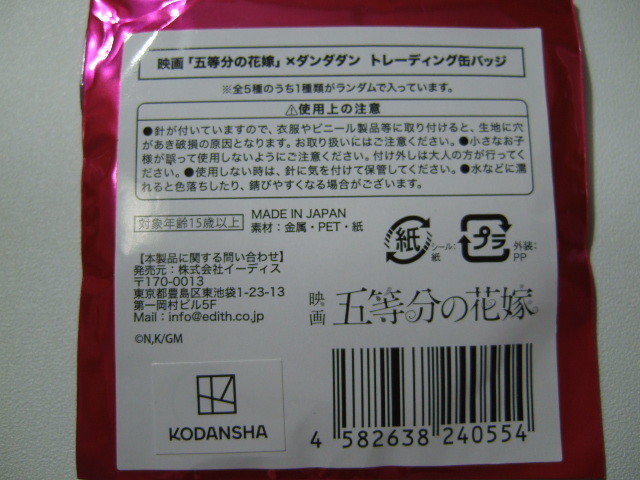 映画「五等分の花嫁」×ダンダダン トレーディング缶バッジ
※全5種のうち1種類がランダムで入っています。
⚠使用上の注意
●針が付いていますので、衣服やビニール製品等に取り付けると、生地に穴
があき破損の原因となります。お取り扱いにはご注意ください。●小さなお子
様が誤って使用しないようにご注意ください。付け外しは大人の方が行ってく
ださい。●使用しない時は、針に気を付けて保管してください。●水などに濡
れると色落ちしたり、錆びやすくなる場合がございます。
対象年齢15歳以上
MADE IN JAPAN
素材：金属・PET・紙
紙
シール:
紙
プラ
外装:
PP
【本製品に関する問い合わせ】
発売元：株式会社イーディス
〒170-0013
東京都豊島区東池袋1-23-13
第一岡村ビル5F
Mail：info@edith.co.jp
©N,K/GM
映画 五等分の花嫁
KODANSHA
4 582638 240554